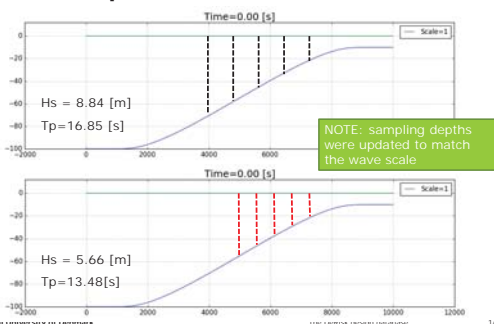 Time=0.00 [s]
Scale=1
0
−20
−40
−60
−80
−100
Hs = 8.84 [m]
Tp=16.85 [s]
NOTE: sampling depths
were updated to match
the wave scale
−2000 0 2000 4000 6000
Time=0.00 [s]
Scale=1
0
−20
−40
−60
−80
−100
Hs = 5.66 [m]
Tp=13.48[s]
−2000 0 2000 4000 6000 8000 10000 12000